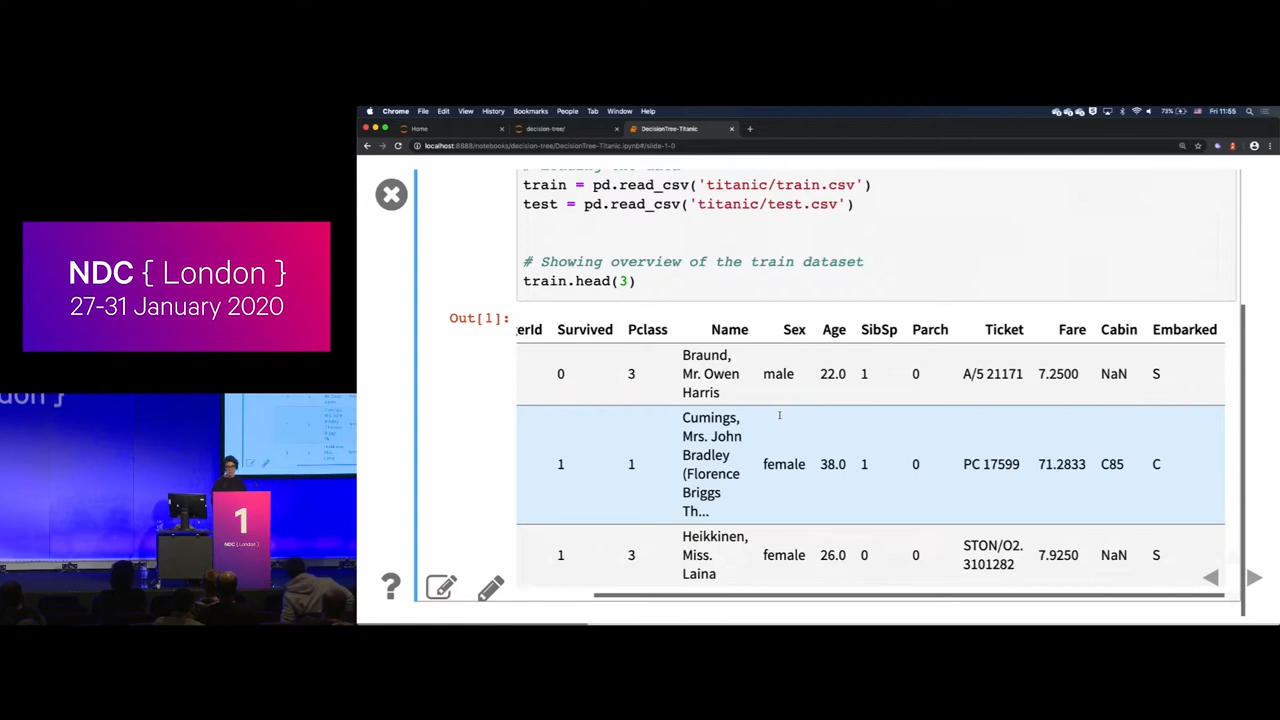 NDC { London }
27-31 January 2020
1
NDC { London }
Chrome File Edit View History Bookmarks People Tab Window Help
73% Fri 11:55
Home
decision-tree/
DecisionTree-Titanic
localhost:8888/notebooks/decision-tree/DecisionTree-Titanic.ipynb#/slide-1-0
train = pd.read_csv('titanic/train.csv')
test = pd.read_csv('titanic/test.csv')
# Showing overview of the train dataset
train.head(3)
Out[1]:
erId Survived Pclass Name Sex Age SibSp Parch Ticket Fare Cabin Embarked
Braund,
0 3 Mr. Owen male 22.0 1 0 A/5 21171 7.2500 NaN S
Harris
Cumings,
Mrs. John
Bradley
1 1 (Florence female 38.0 1 0 PC 17599 71.2833 C85 C
Briggs
Th...
Heikkinen,
1 3 Miss. female 26.0 0 0 STON/O2. 7.9250 NaN S
Laina 3101282
?